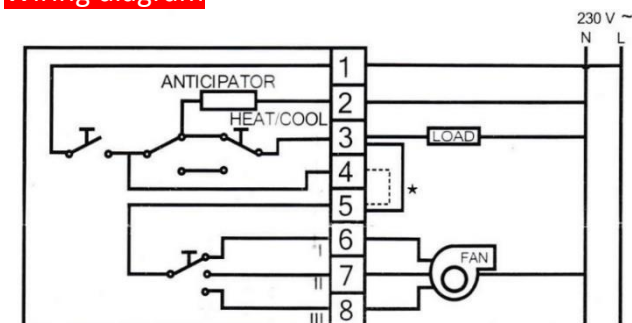 Wiring diagram
230 V ~
N L
1
ANTICIPATOR
2
HEAT/COOL
3
LOAD
4
*
5
6
I
FAN
7
II
8
III